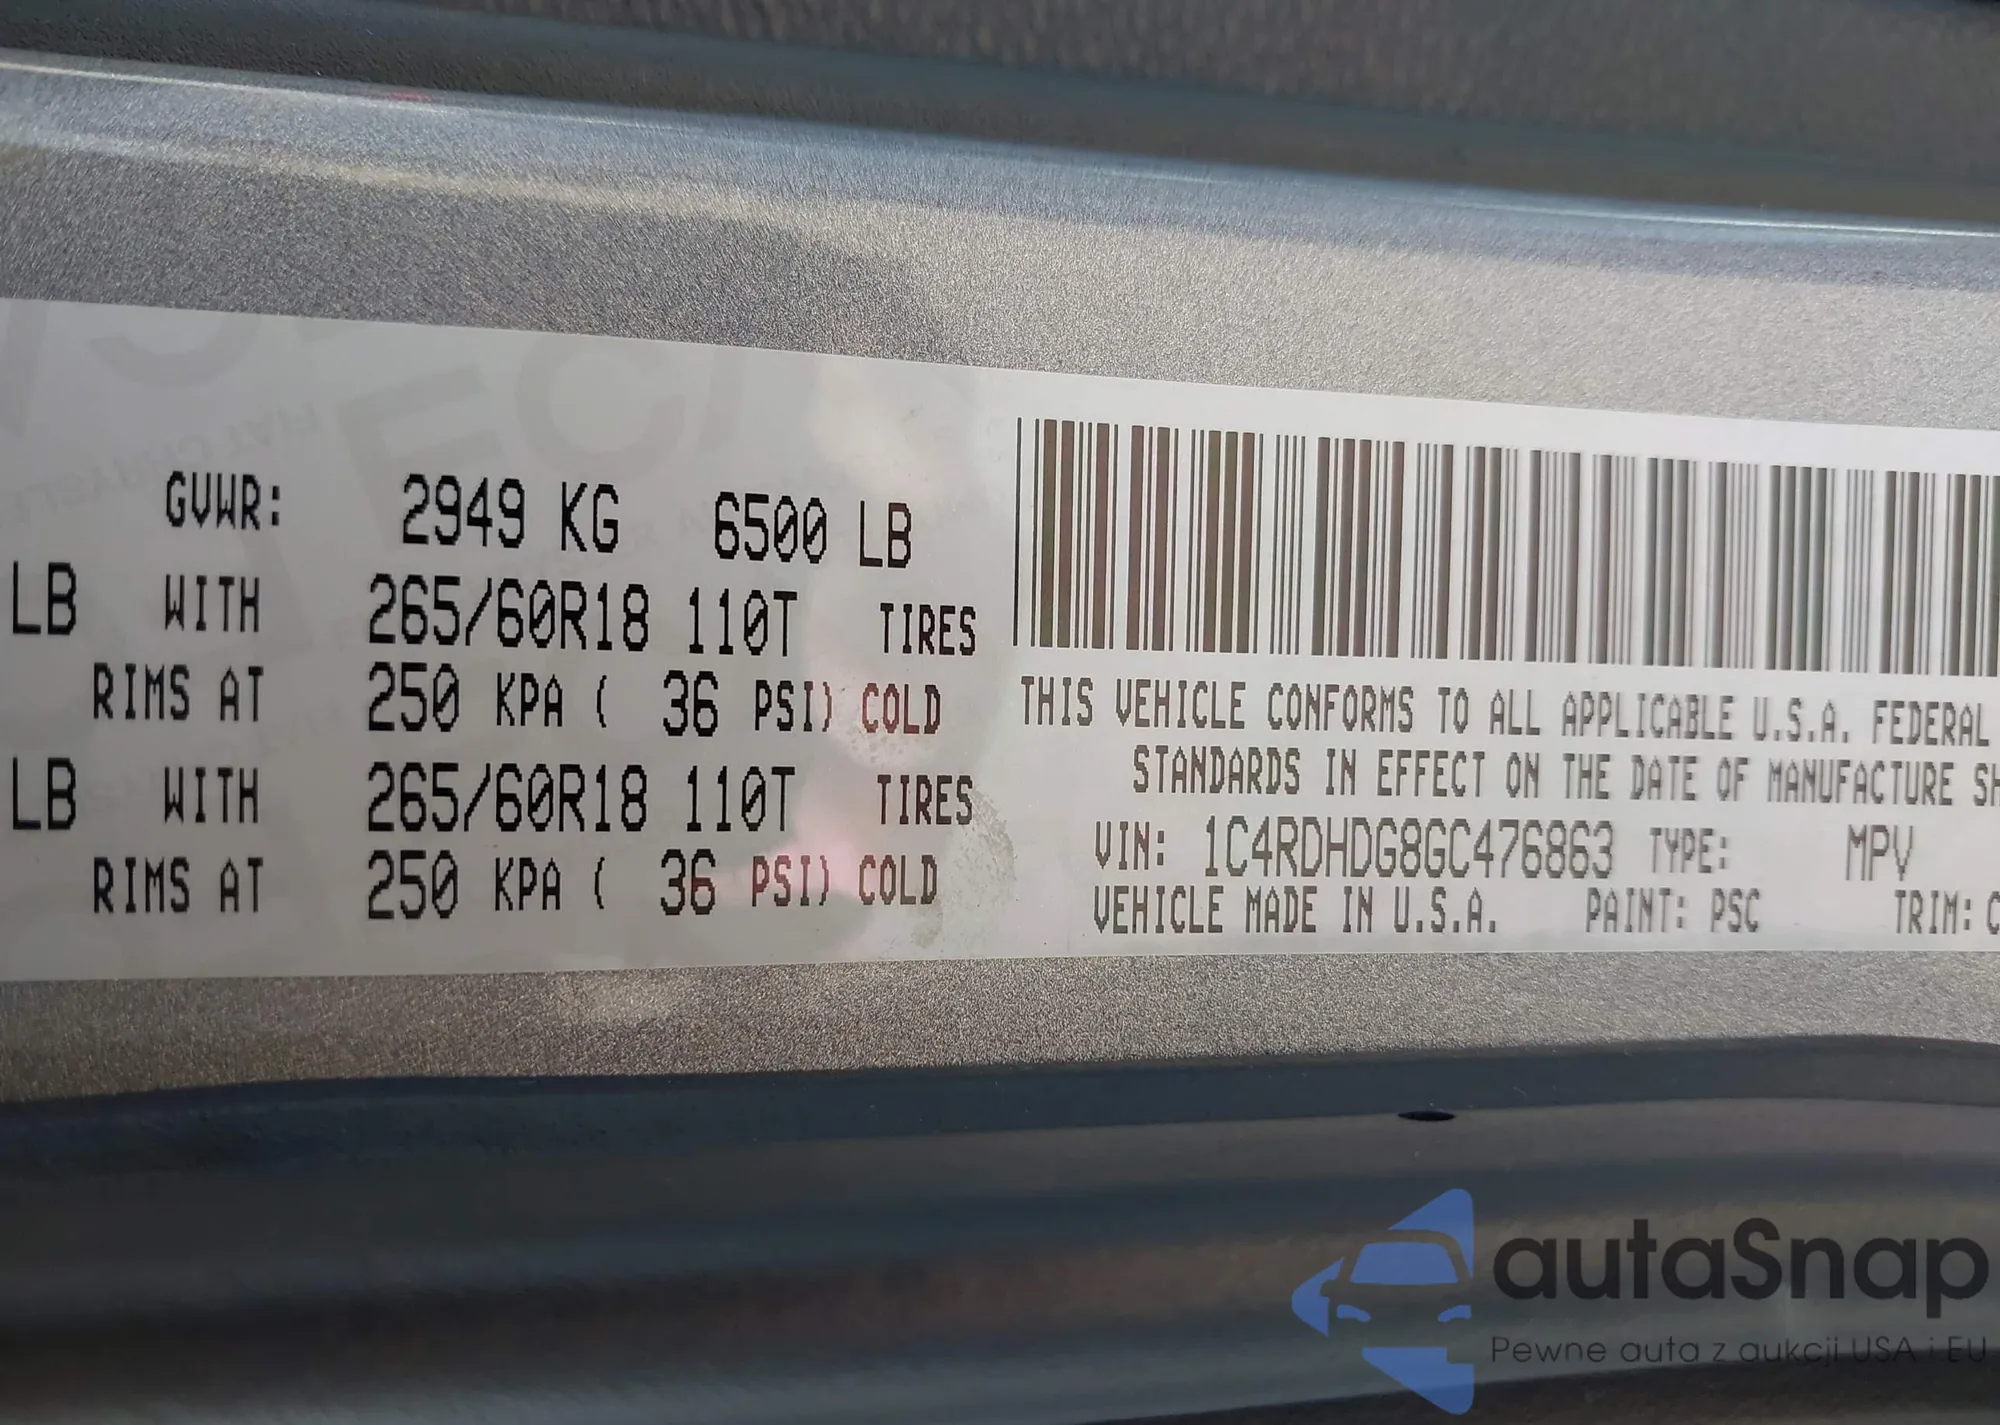 GVWR: 2949 KG 6500 LB
LB WITH 265/60R18 110T TIRES
RIMS AT 250 KPA ( 36 PSI) COLD
LB WITH 265/60R18 110T TIRES
RIMS AT 250 KPA ( 36 PSI) COLD
THIS VEHICLE CONFORMS TO ALL APPLICABLE U.S.A. FEDERAL
STANDARDS IN EFFECT ON THE DATE OF MANUFACTURE SH
VIN: 1C4RDHDG8GC476863 TYPE: MPV
VEHICLE MADE IN U.S.A. PAINT: PSC TRIM: C
autaSnap
Pewne auta z aukcji USA i EU